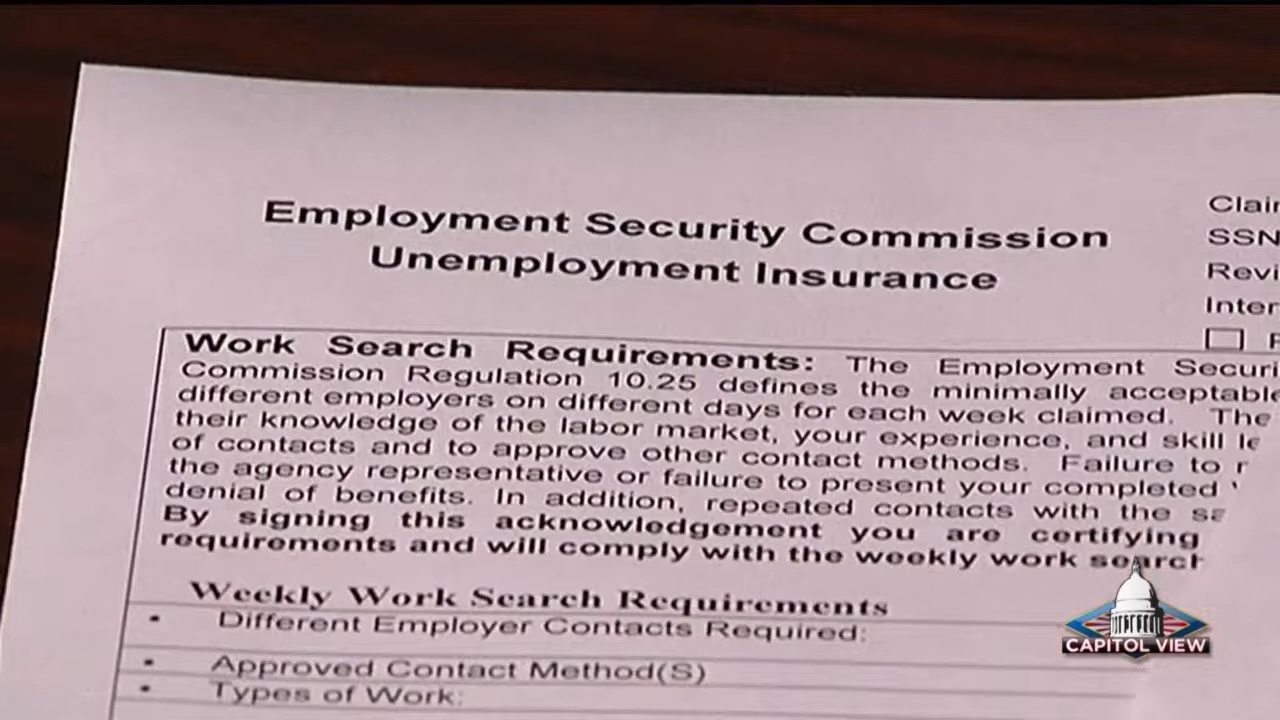 Employment Security Commission
Unemployment Insurance
Clai
SSN
Revi
Inter
Work Search Requirements: The Employment Securi
Commission Regulation 10.25 defines the minimally acceptable
different employers on different days for each week claimed. The
their knowledge of the labor market, your experience, and skill le
of contacts and to approve other contact methods. Failure to r
the agency representative or failure to present your completed
denial of benefits. In addition, repeated contacts with the sa
By signing this acknowledgement you are certifying
requirements and will comply with the weekly work search
Weekly Work Search Requirements
• Different Employer Contacts Required:
• Approved Contact Method(S)
• Types of Work:
CAPITOL VIEW